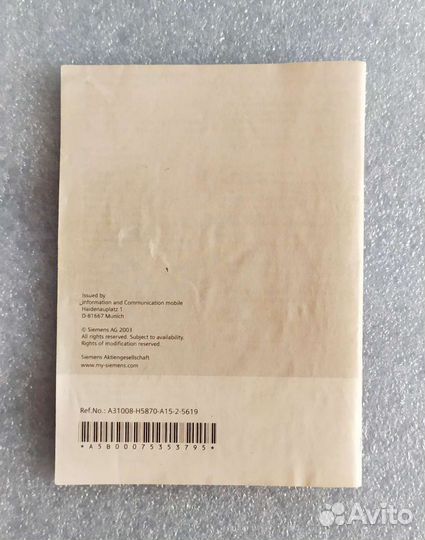 Issued by
Information and Communication mobile
Haidenauplatz 1
D-81667 Munich
© Siemens AG 2003
All rights reserved. Subject to availability.
Rights of modification reserved.
Siemens Aktiengesellschaft
www.my-siemens.com
Ref.No.: A31008-H5870-A15-2-5619
*A5B00075353795*
Avito